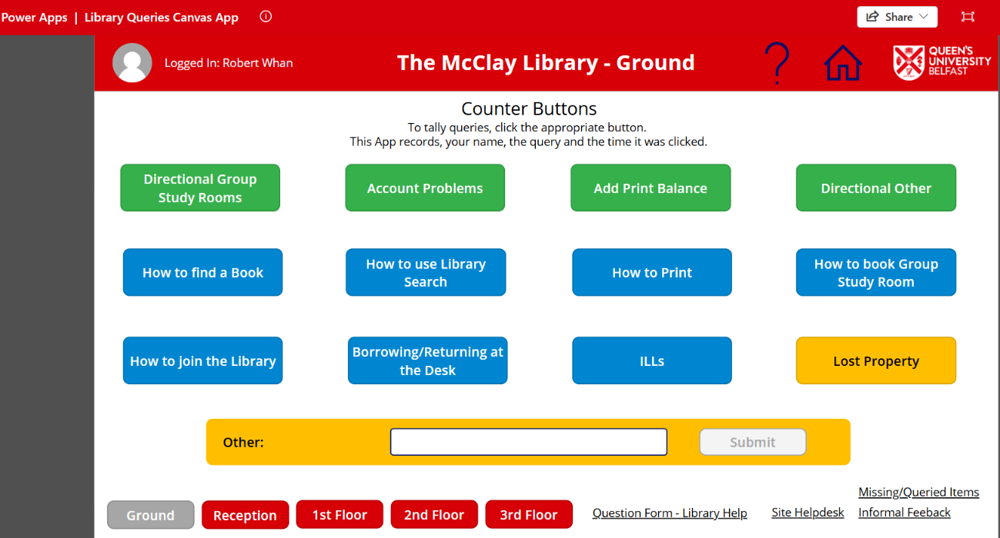 Power Apps | Library Queries Canvas App
Share
Logged In: Robert Whan
The McClay Library - Ground
QUEEN'S
UNIVERSITY
BELFAST
Counter Buttons
To tally queries, click the appropriate button.
This App records, your name, the query and the time it was clicked.
Directional Group
Study Rooms
Account Problems
Add Print Balance
Directional Other
How to find a Book
How to use Library
Search
How to Print
How to book Group
Study Room
How to join the Library
Borrowing/Returning at
the Desk
ILLs
Lost Property
Other:
Submit
Ground
Reception
1st Floor
2nd Floor
3rd Floor
Question Form - Library Help
Site Helpdesk
Missing/Queried Items
Informal Feeback